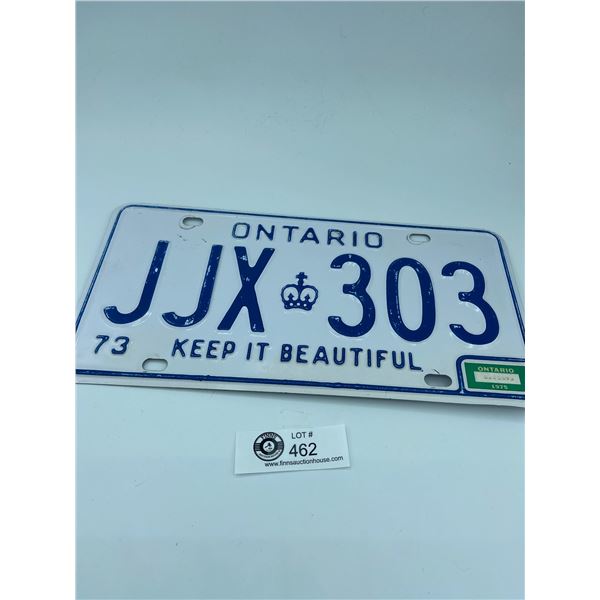 ONTARIO
JJX 303
73 KEEP IT BEAUTIFUL
ONTARIO
1975
LOT #
462
www.finnsauctionhouse.com